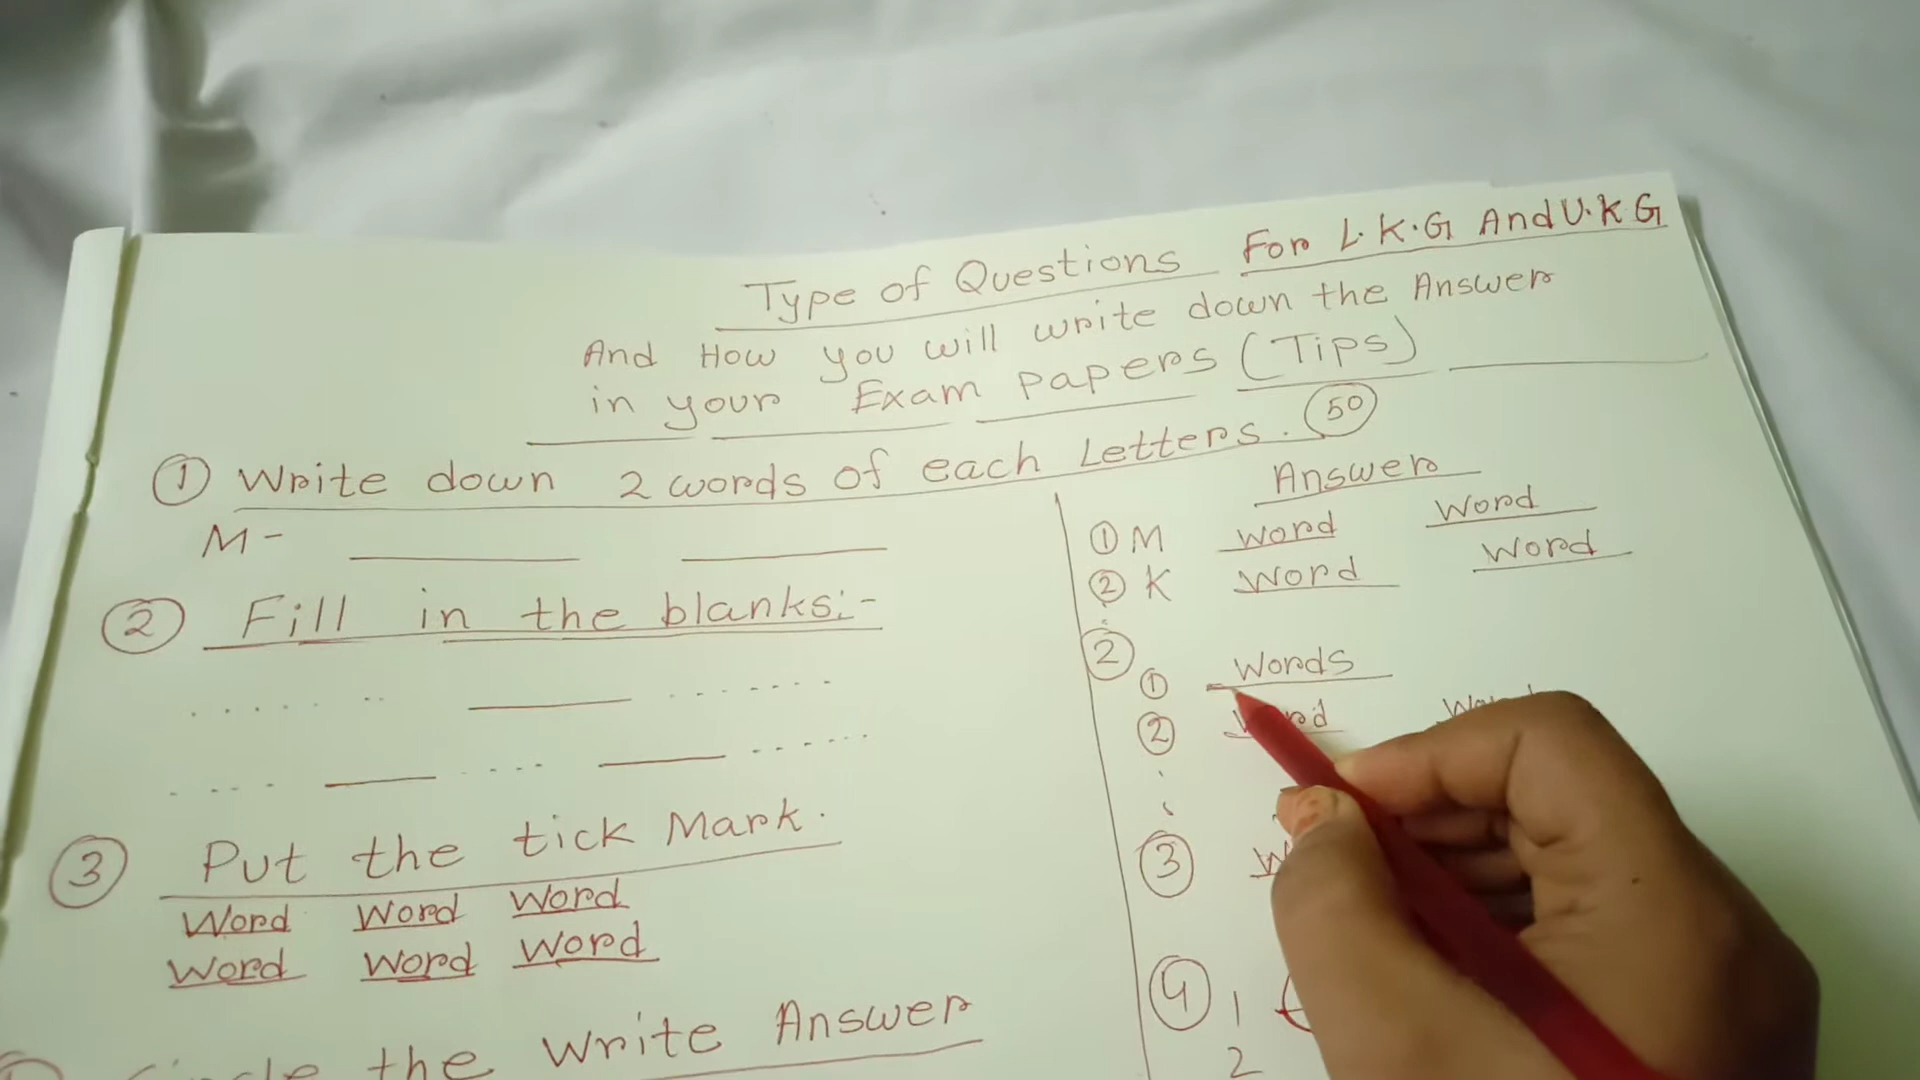 Type of Questions For L.K.G And U.K.G
And How you will write down the Answer
in your Exam papers (Tips)
① Write down 2 words of each Letters. 50
M -
② Fill in the blanks:-
③ Put the tick Mark.
Word Word Word
Word Word Word
the Write Answer
Answer
① M Word Word
② K Word Word
②
① Words
②
③
④ 1
2